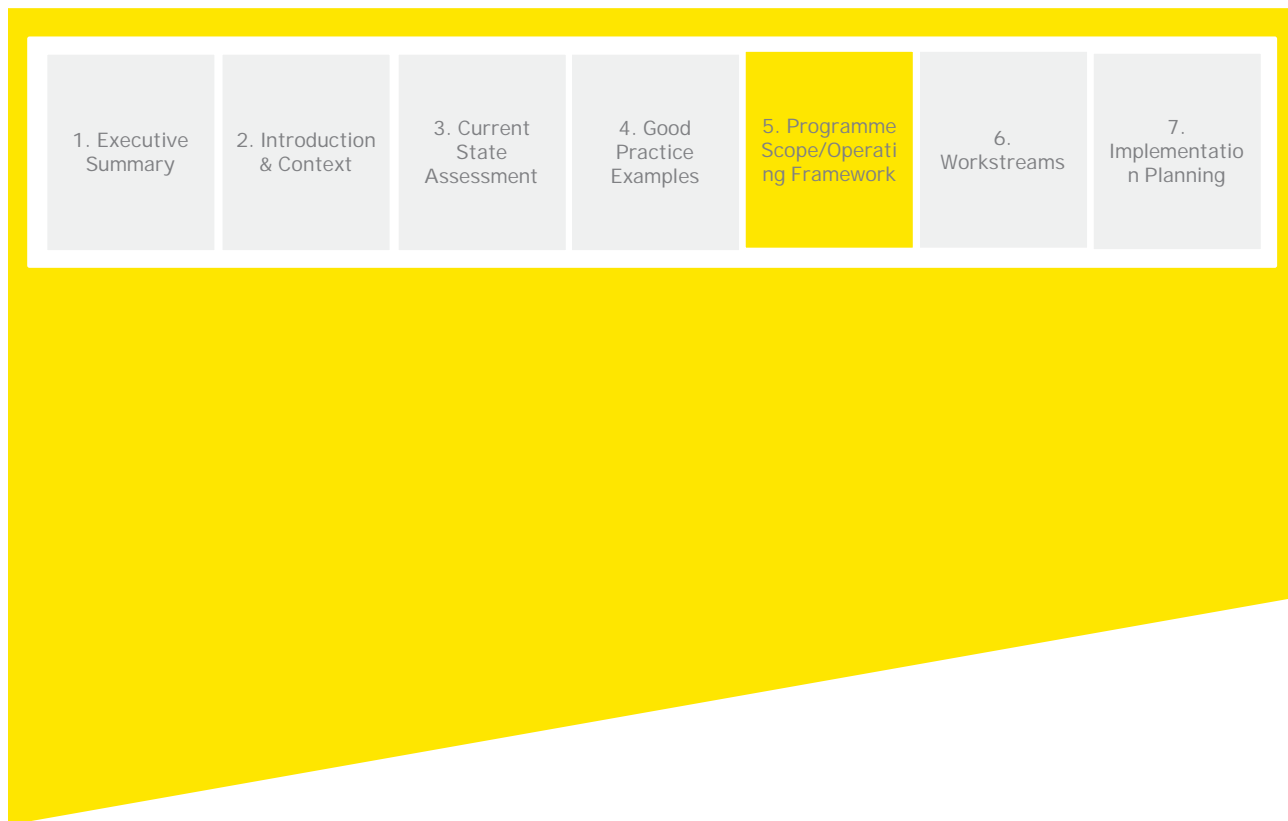 1. Executive
Summary
2. Introduction
& Context
3. Current
State
Assessment
4. Good
Practice
Examples
5. Programme
Scope/Operati
ng Framework
6.
Workstreams
7.
Implementatio
n Planning